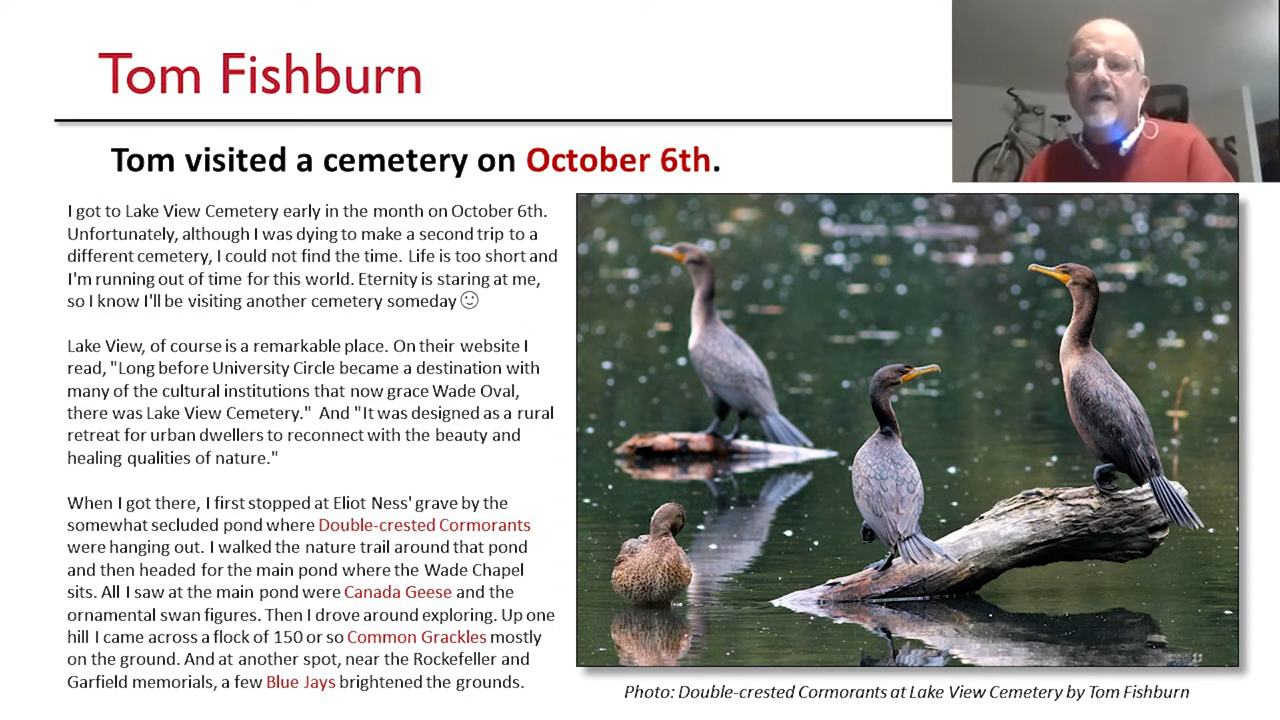 Tom Fishburn
Tom visited a cemetery on October 6th.
I got to Lake View Cemetery early in the month on October 6th.
Unfortunately, although I was dying to make a second trip to a
different cemetery, I could not find the time. Life is too short and
I'm running out of time for this world. Eternity is staring at me,
so I know I'll be visiting another cemetery someday ☺
Lake View, of course is a remarkable place. On their website I
read, "Long before University Circle became a destination with
many of the cultural institutions that now grace Wade Oval,
there was Lake View Cemetery." And "It was designed as a rural
retreat for urban dwellers to reconnect with the beauty and
healing qualities of nature."
When I got there, I first stopped at Eliot Ness' grave by the
somewhat secluded pond where Double-crested Cormorants
were hanging out. I walked the nature trail around that pond
and then headed for the main pond where the Wade Chapel
sits. All I saw at the main pond were Canada Geese and the
ornamental swan figures. Then I drove around exploring. Up one
hill I came across a flock of 150 or so Common Grackles mostly
on the ground. And at another spot, near the Rockefeller and
Garfield memorials, a few Blue Jays brightened the grounds.
Photo: Double-crested Cormorants at Lake View Cemetery by Tom Fishburn